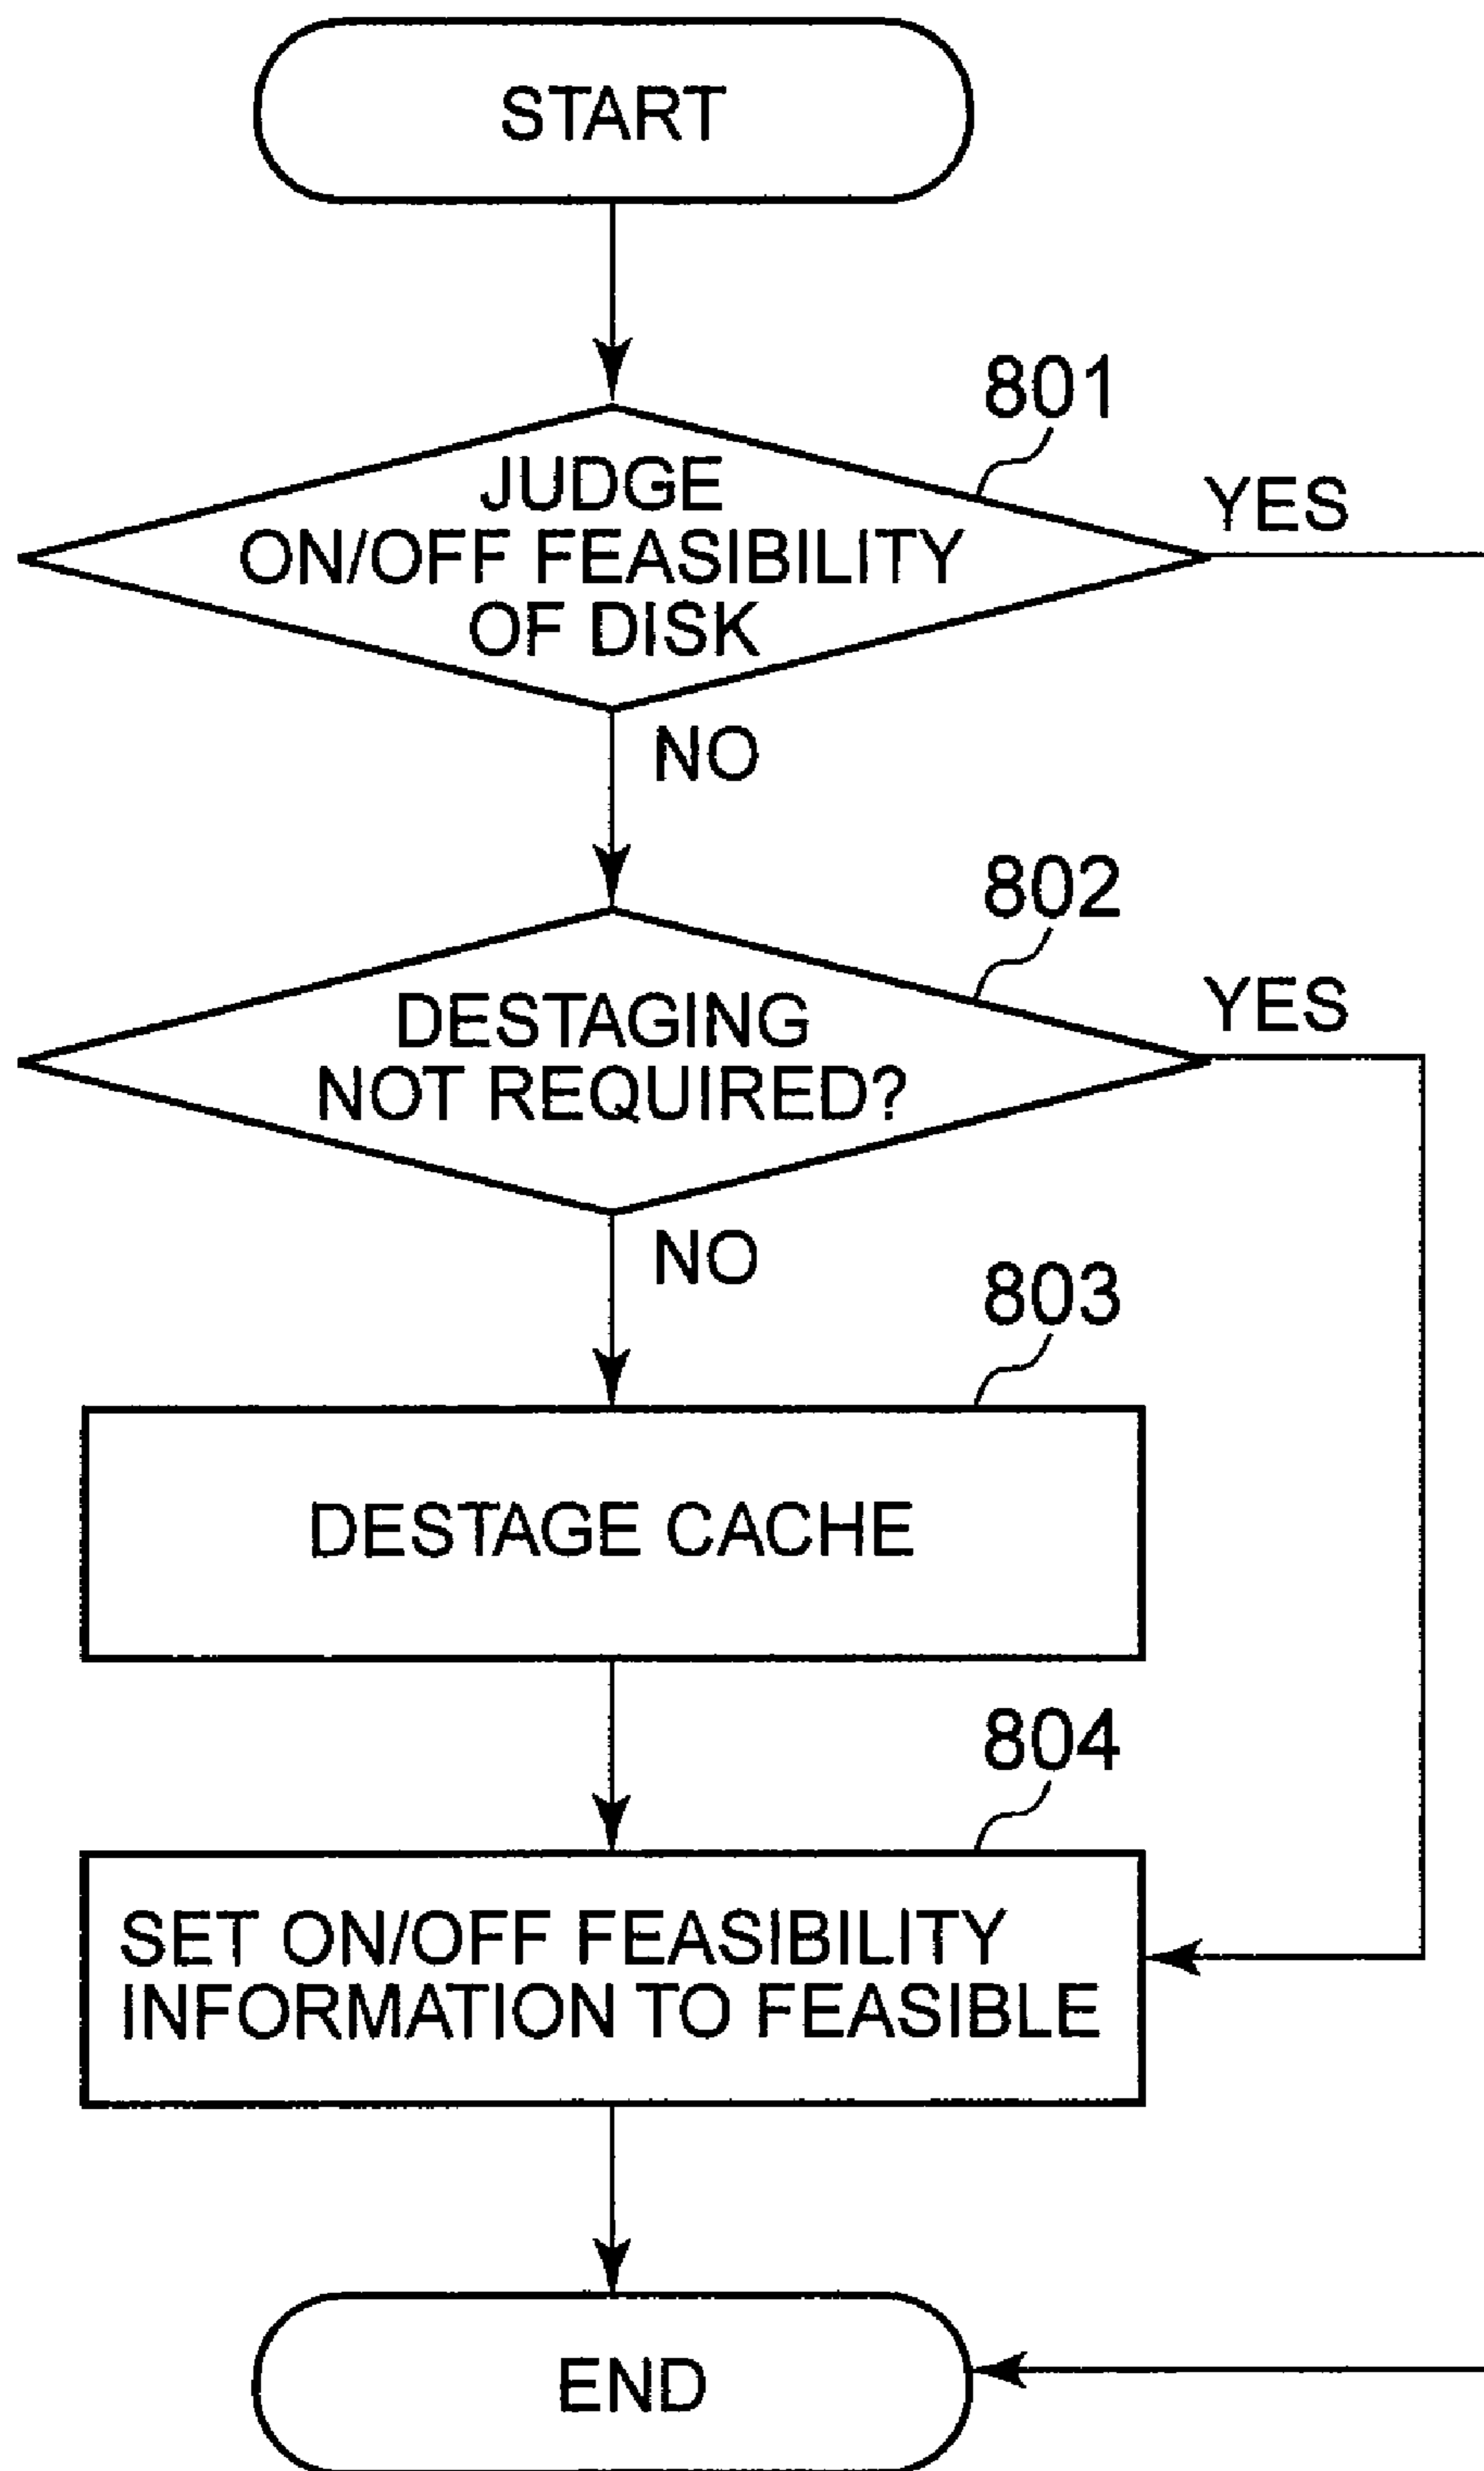 START
801
JUDGE
ON/OFF FEASIBILITY
OF DISK
YES
NO
802
DESTAGING
NOT REQUIRED?
YES
NO
803
DESTAGE CACHE
804
SET ON/OFF FEASIBILITY
INFORMATION TO FEASIBLE
END